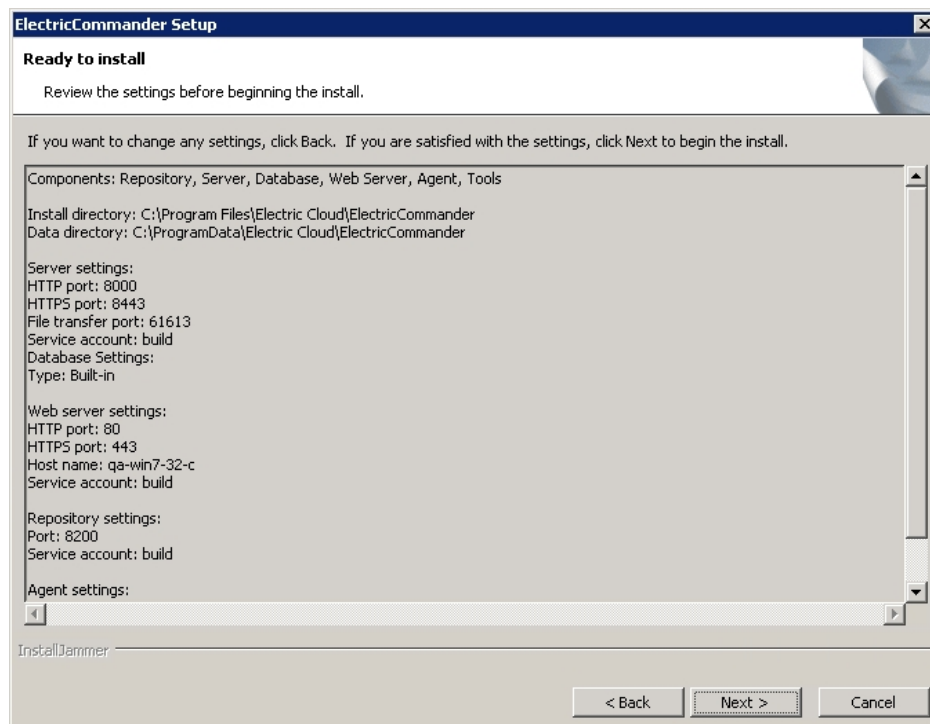 ElectricCommander Setup
Ready to install
Review the settings before beginning the install.
If you want to change any settings, click Back.  If you are satisfied with the settings, click Next to begin the install.
Components: Repository, Server, Database, Web Server, Agent, Tools
Install directory: C:\Program Files\Electric Cloud\ElectricCommander
Data directory: C:\ProgramData\Electric Cloud\ElectricCommander
Server settings:
HTTP port: 8000
HTTPS port: 8443
File transfer port: 61613
Service account: build
Database Settings:
Type: Built-in
Web server settings:
HTTP port: 80
HTTPS port: 443
Host name: qa-win7-32-c
Service account: build
Repository settings:
Port: 8200
Service account: build
Agent settings:
InstallJammer
< Back
Next >
Cancel